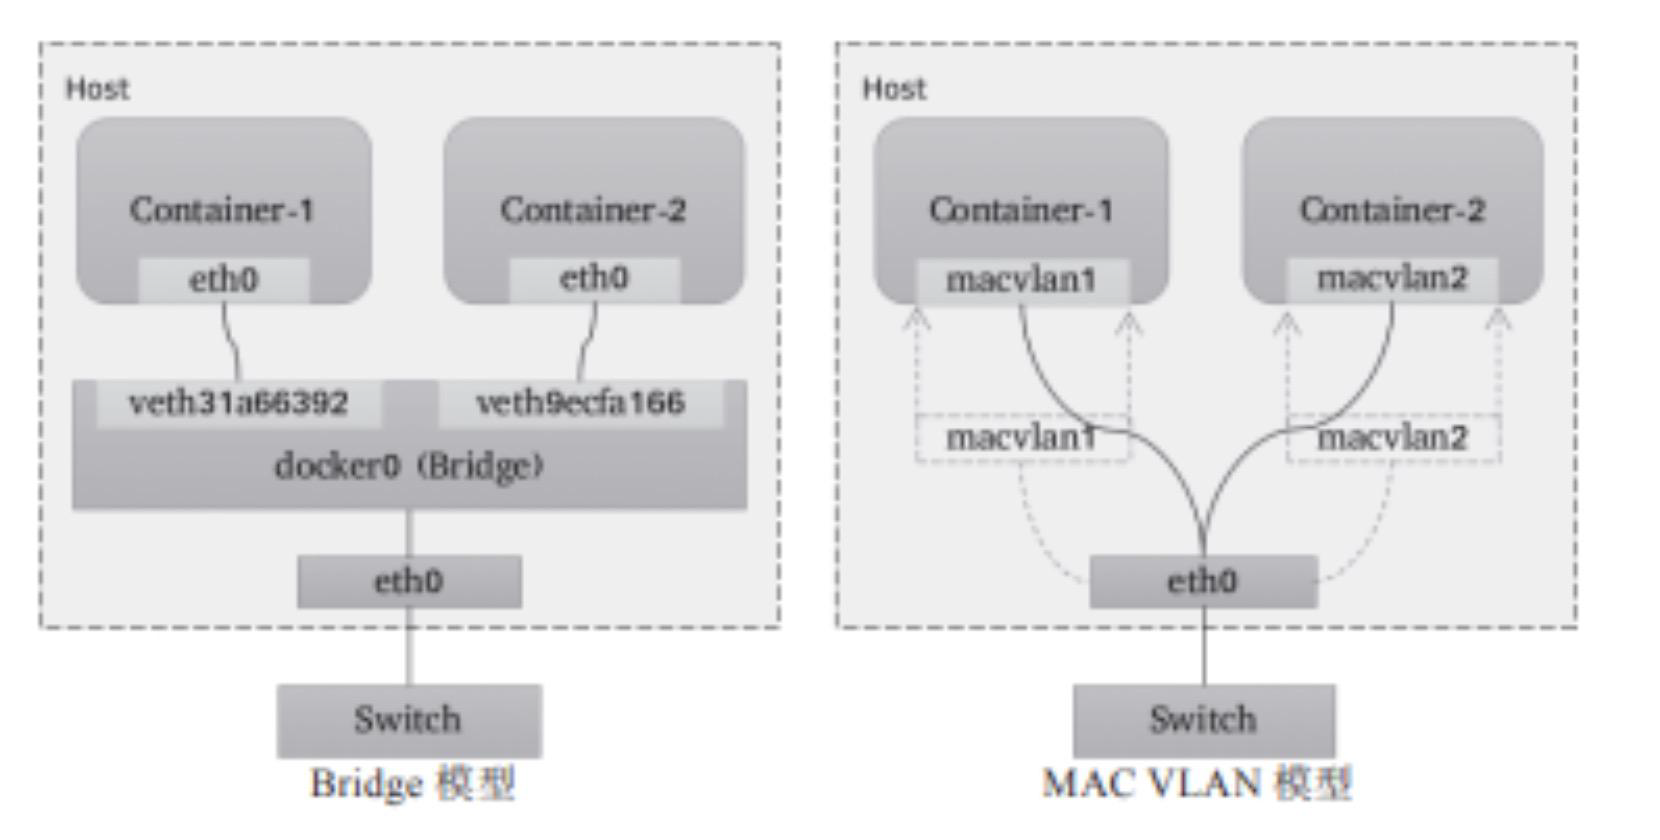 Host
Container-1
Container-2
eth0
eth0
veth31a66392
veth9ecfa166
docker0 (Bridge)
eth0
Switch
Bridge 模型
Host
Container-1
Container-2
macvlan1
macvlan2
macvlan1
macvlan2
eth0
Switch
MAC VLAN 模型